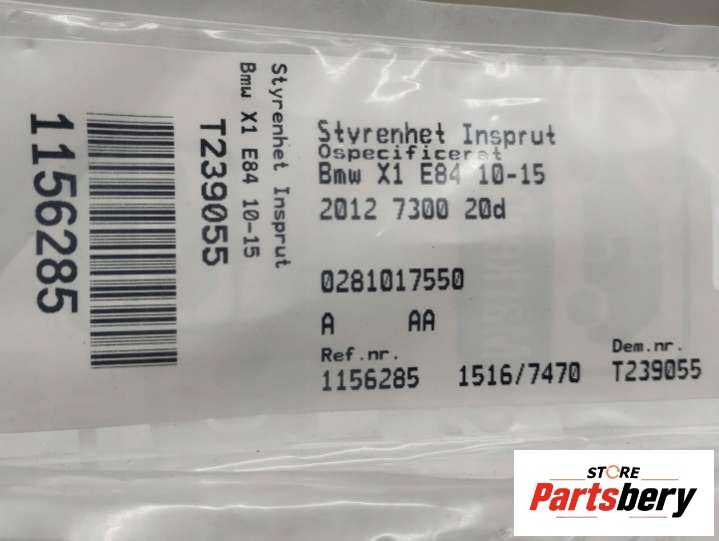 1156285
T239055
Bmw X1 E84 10-15
Styrenhet Insprut
Styrenhet Insprut
Ospecificerat
Bmw X1 E84 10-15
2012 7300 20d
0281017550
A AA
Ref.nr. Dem.nr.
1156285 1516/7470 T239055
STORE
Partsbery